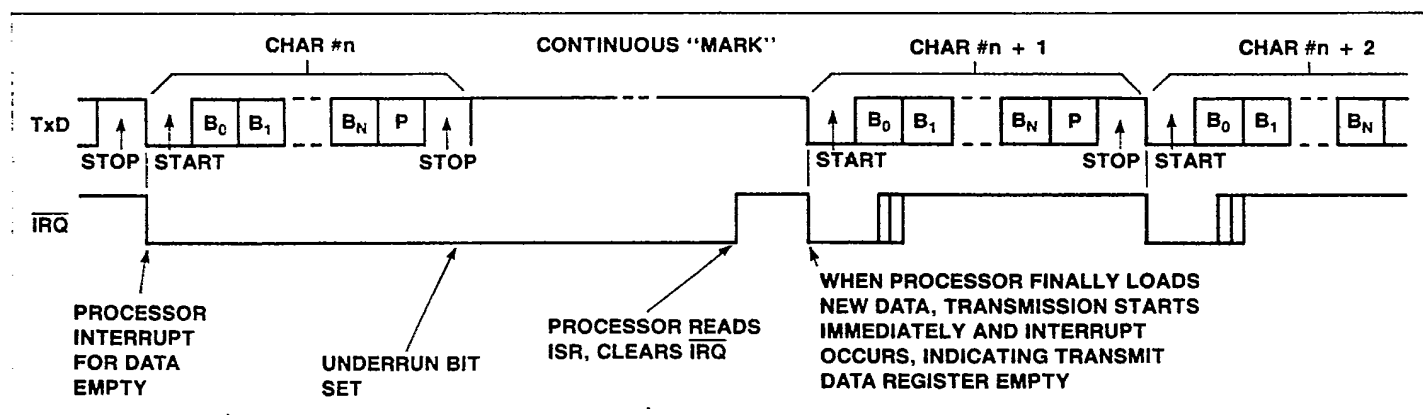 CHAR #n
CONTINUOUS "MARK"
CHAR #n + 1
CHAR #n + 2
TxD
B0
B1
BN
P
B0
B1
BN
P
B0
B1
BN
STOP
START
STOP
START
STOP
START
IRQ
PROCESSOR
INTERRUPT
FOR DATA
EMPTY
UNDERRUN BIT
SET
PROCESSOR READS
ISR, CLEARS IRQ
WHEN PROCESSOR FINALLY LOADS
NEW DATA, TRANSMISSION STARTS
IMMEDIATELY AND INTERRUPT
OCCURS, INDICATING TRANSMIT
DATA REGISTER EMPTY